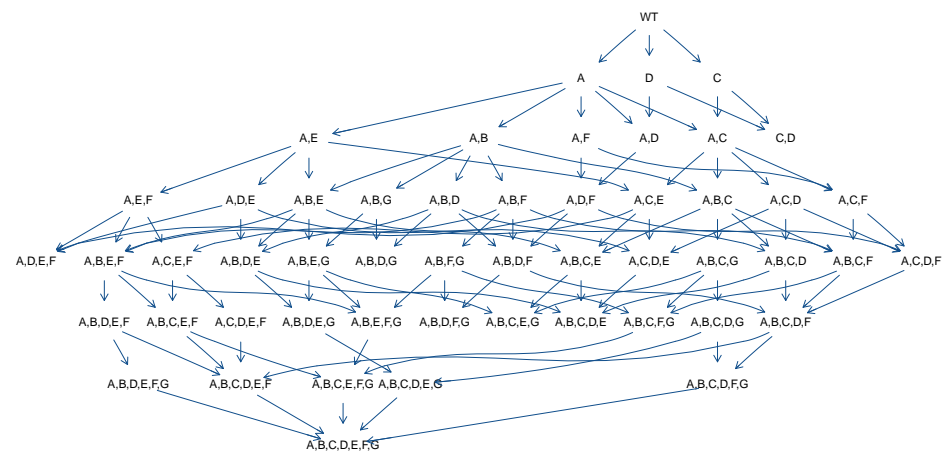 WT
A D C
A,E A,B A,F A,D A,C C,D
A,E,F A,D,E A,B,E A,B,G A,B,D A,B,F A,D,F A,C,E A,B,C A,C,D A,C,F
A,D,E,F A,B,E,F A,C,E,F A,B,D,E A,B,E,G A,B,D,G A,B,F,G A,B,D,F A,B,C,E A,C,D,E A,B,C,G A,B,C,D A,B,C,F A,C,D,F
A,B,D,E,F A,B,C,E,F A,C,D,E,F A,B,D,E,G A,B,E,F,G A,B,D,F,G A,B,C,E,G A,B,C,D,E A,B,C,F,G A,B,C,D,G A,B,C,D,F
A,B,D,E,F,G A,B,C,D,E,F A,B,C,E,F,G A,B,C,D,E,G A,B,C,D,F,G
A,B,C,D,E,F,G